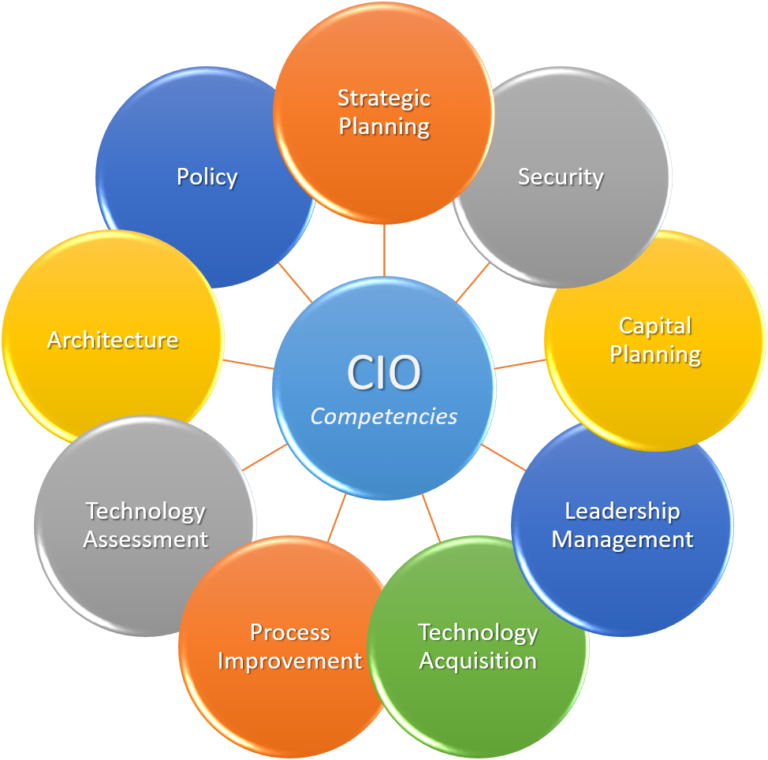 Strategic
Planning
Security
Capital
Planning
Leadership
Management
Technology
Acquisition
Process
Improvement
Technology
Assessment
Architecture
Policy
CIO
Competencies